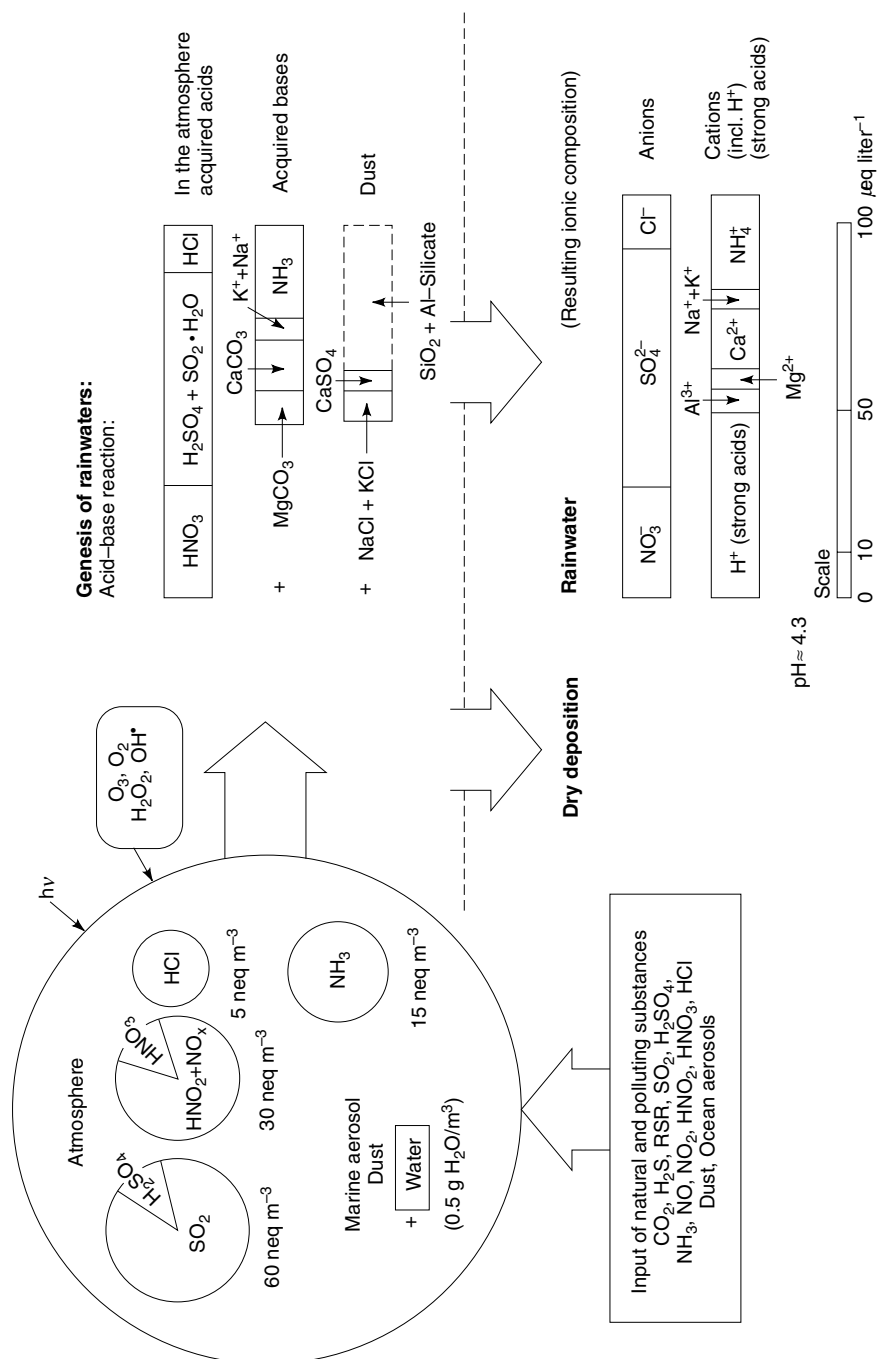 Atmosphere
hν
O₃, O₂
H₂O₂, OH•
SO₂
H₂SO₄
60 neq m⁻³
HNO₂+NOₓ
HNO₃
30 neq m⁻³
HCl
5 neq m⁻³
NH₃
15 neq m⁻³
Marine aerosol
Dust
+ Water
(0.5 g H₂O/m³)
Input of natural and polluting substances
CO₂, H₂S, RSR, SO₂, H₂SO₄,
NH₃, NO, NO₂, HNO₂, HNO₃, HCl
Dust, Ocean aerosols
Genesis of rainwaters:
Acid–base reaction:
HNO₃ H₂SO₄ + SO₂•H₂O HCl
In the atmosphere
acquired acids
CaCO₃ K⁺+Na⁺
NH₃
Acquired bases
+ MgCO₃
CaSO₄
Dust
+ NaCl + KCl
SiO₂ + Al–Silicate
Dry deposition
Rainwater (Resulting ionic composition)
NO₃⁻ SO₄²⁻ Cl⁻
Anions
Al³⁺ Na⁺+K⁺
H⁺ (strong acids) Ca²⁺ NH₄⁺
Mg²⁺
Cations
(incl. H⁺)
(strong acids)
pH≈ 4.3
Scale
0 10 50 100 μeq liter⁻¹